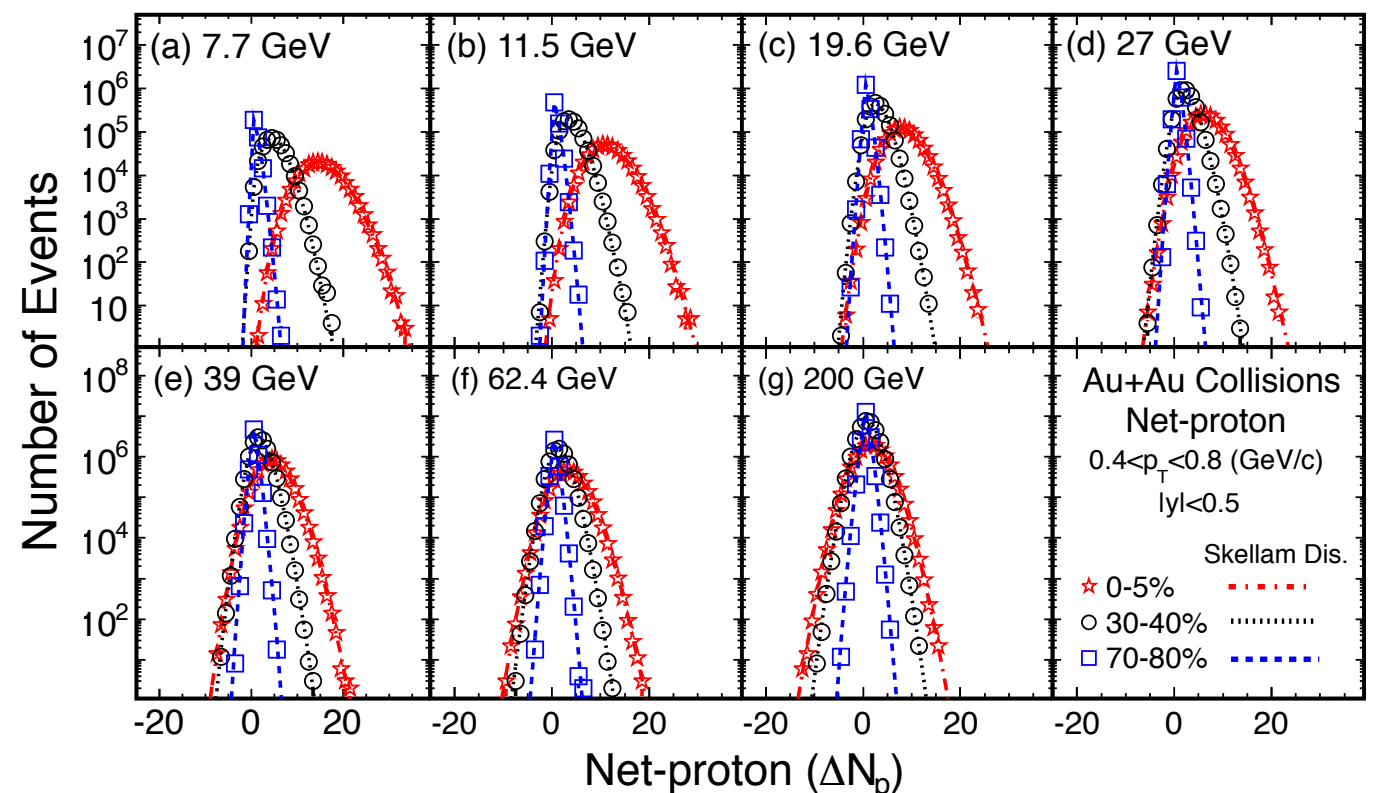 Number of Events
(a) 7.7 GeV
(b) 11.5 GeV
(c) 19.6 GeV
(d) 27 GeV
10⁷
10⁶
10⁵
10⁴
10³
10²
10
(e) 39 GeV
(f) 62.4 GeV
(g) 200 GeV
10⁸
10⁶
10⁴
10²
Au+Au Collisions
Net-proton
0.4<p_T<0.8 (GeV/c)
|y|<0.5
Skellam Dis.
0-5%
30-40%
70-80%
-20 0 20 -20 0 20 -20 0 20 -20 0 20
Net-proton (ΔN_p)